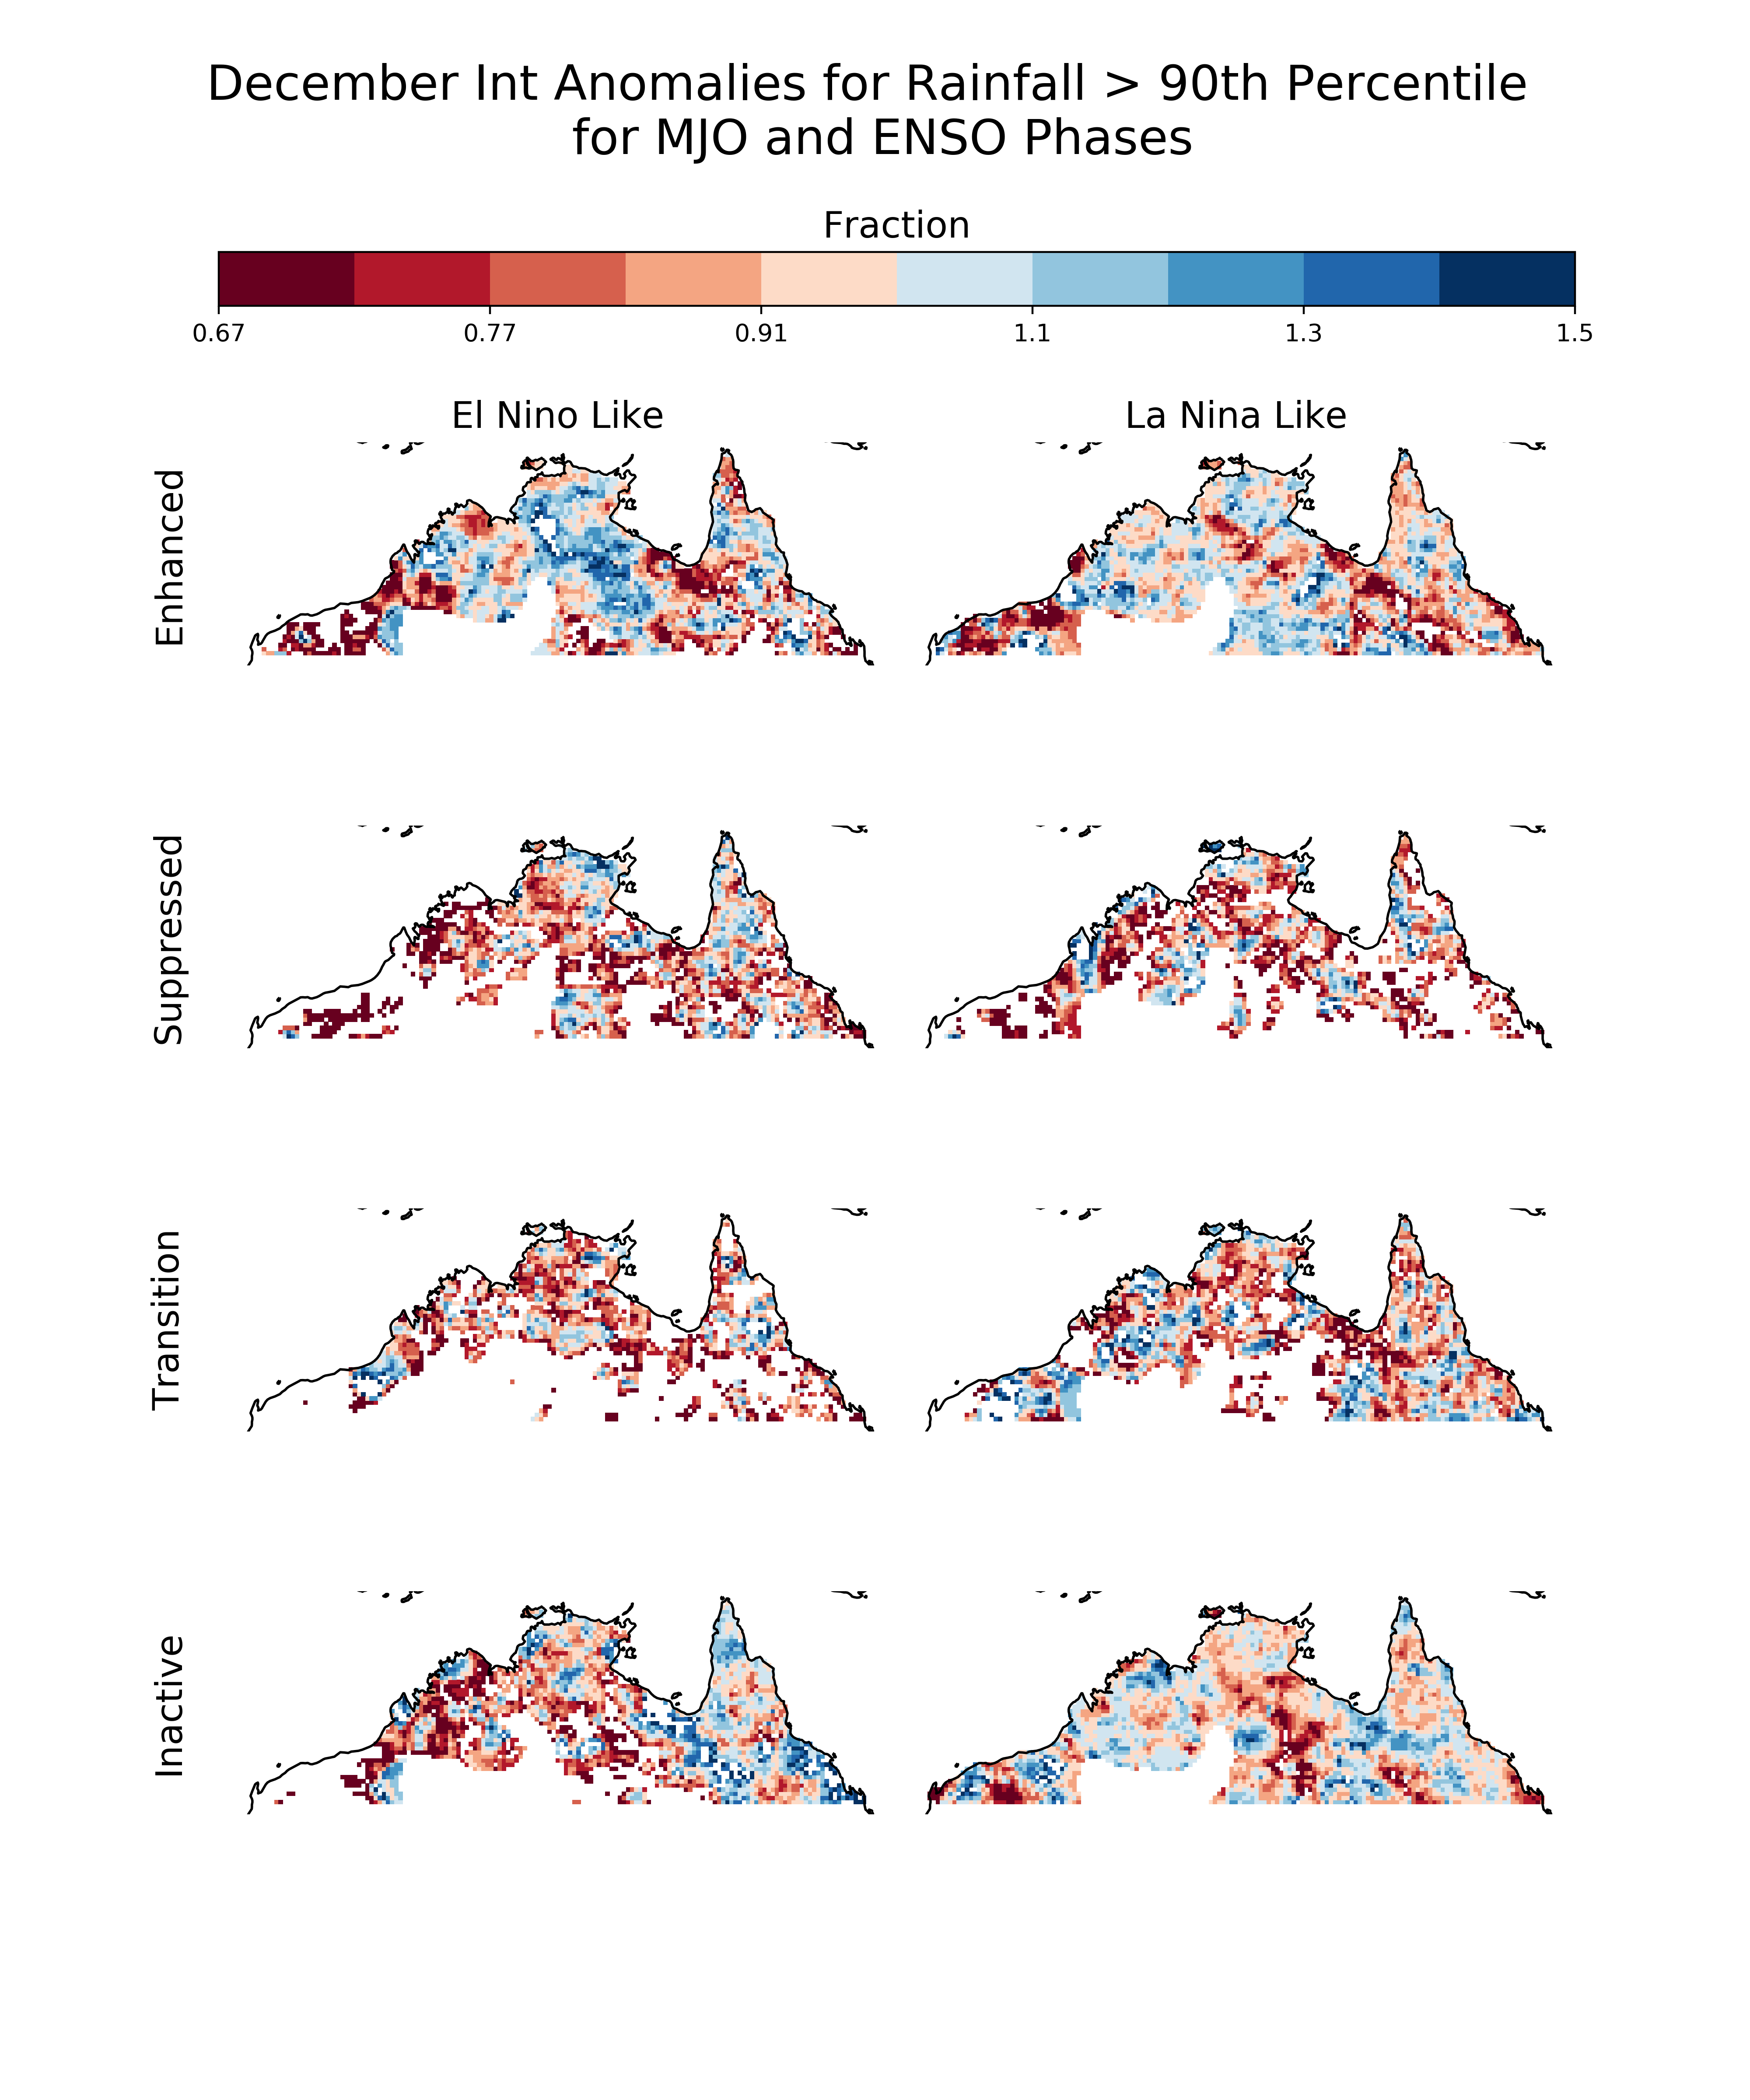 December Int Anomalies for Rainfall > 90th Percentile
for MJO and ENSO Phases
Fraction
0.67 0.77 0.91 1.1 1.3 1.5
El Nino Like La Nina Like
Enhanced
Suppressed
Transition
Inactive